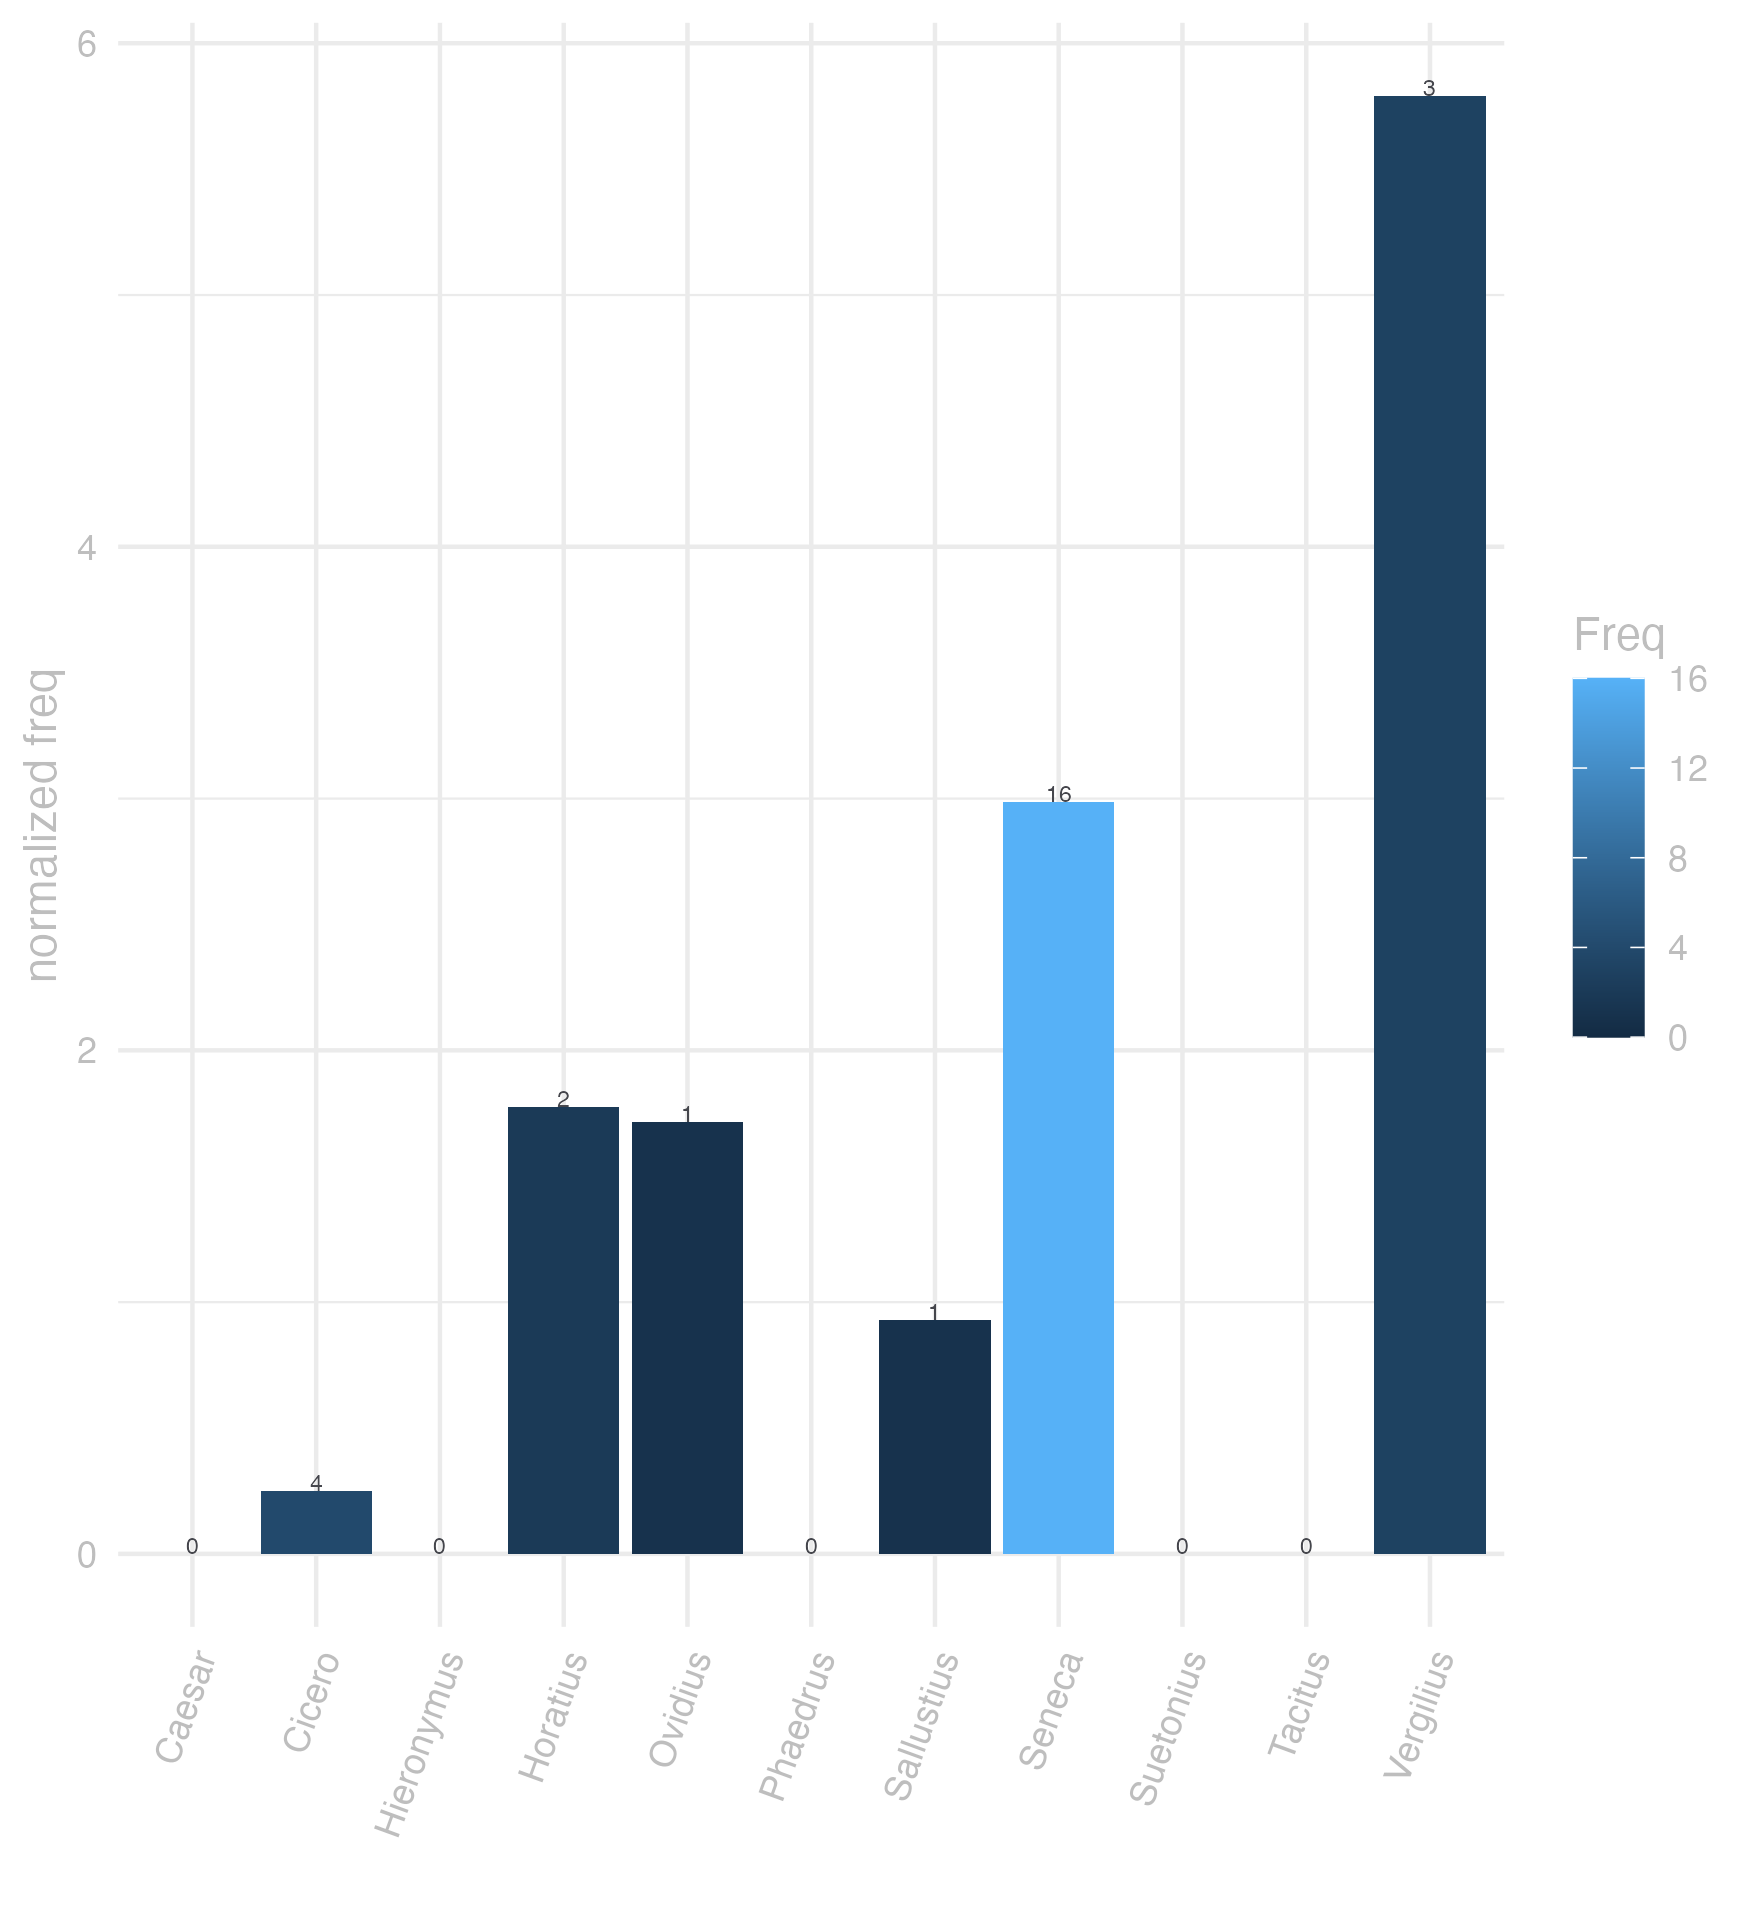 6
4
2
0
normalized freq
3
16
2
1
1
4
0
0
0
0
0
Caesar
Cicero
Hieronymus
Horatius
Ovidius
Phaedrus
Sallustius
Seneca
Suetonius
Tacitus
Vergilius
Freq
16
12
8
4
0